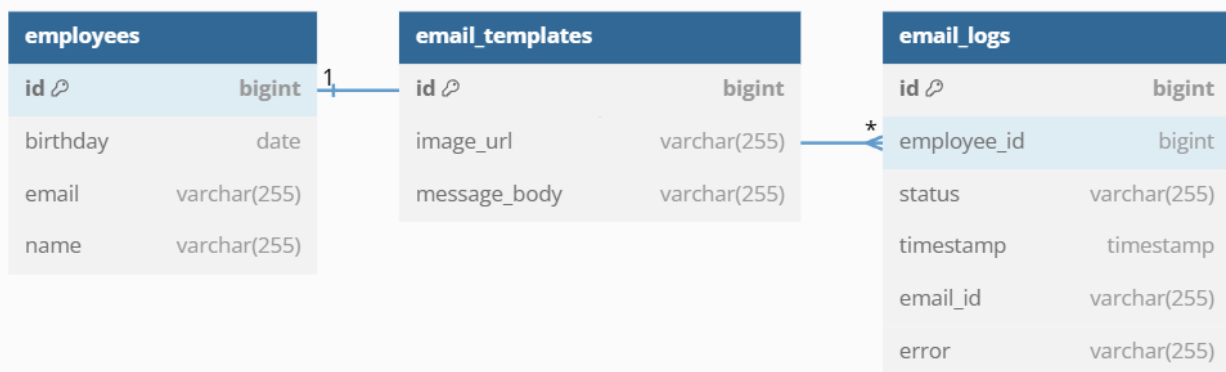 employees
id bigint
birthday date
email varchar(255)
name varchar(255)
1
email_templates
id bigint
image_url varchar(255)
message_body varchar(255)
*
email_logs
id bigint
employee_id bigint
status varchar(255)
timestamp timestamp
email_id varchar(255)
error varchar(255)